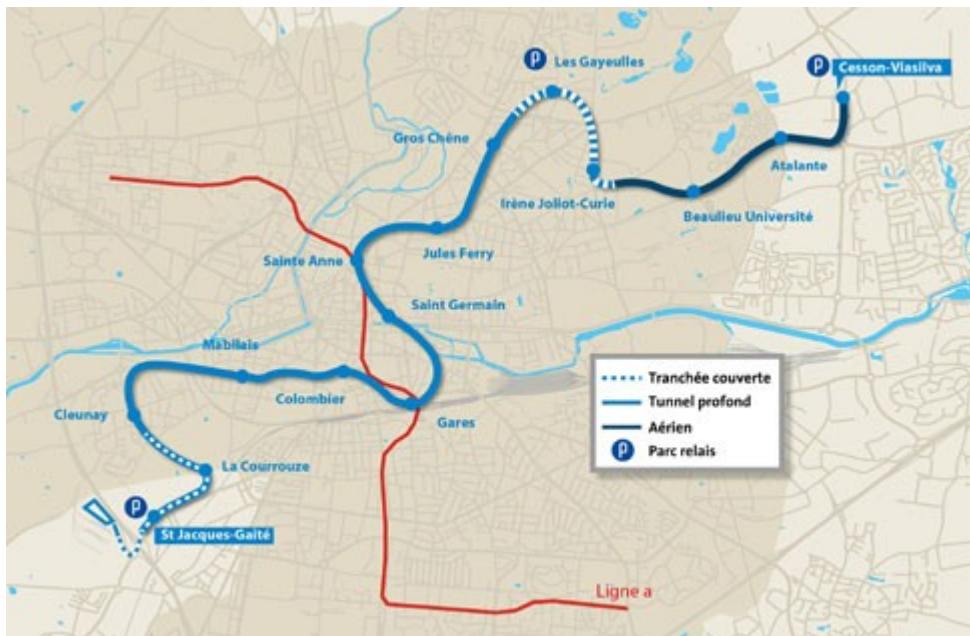 P
Les Gayeulles
P
Cesson-Viasilva
Gros Chêne
Atalante
Irène Joliot-Curie
Beaulieu Université
Jules Ferry
Sainte Anne
Saint Germain
Mabilais
Colombier
Cleunay
Gares
La Courrouze
P
St Jacques-Gaîté
Tranchée couverte
Tunnel profond
Aérien
P Parc relais
Ligne a